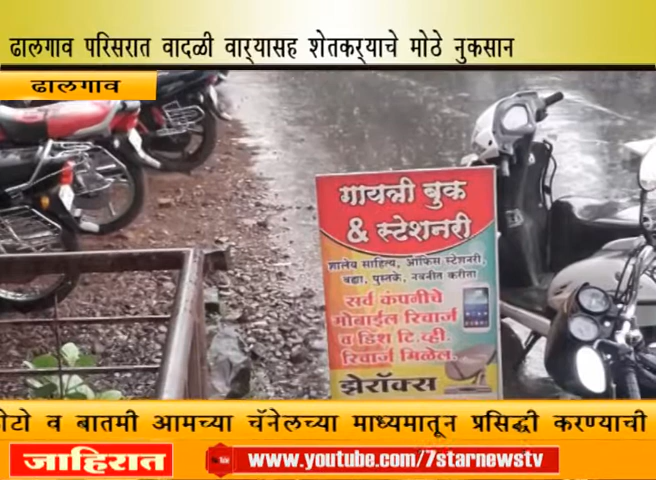 ढालगाव परिसरात वादळी वाऱ्यासह शेतकऱ्याचे मोठे नुकसान
ढालगाव
गायत्री बुक
& स्टेशनरी
शालेय साहित्य, ऑफिस स्टेशनरी,
वह्या, पुस्तके, नवनीत करीता
सर्व कंपनीचे
मोबाईल रिचार्ज
व डिश टि.व्ही.
रिचार्ज मिळेल.
झेरॉक्स
फोटो व बातमी आमच्या चॅनेलच्या माध्यमातून प्रसिद्धी करण्याची
जाहिरात
www.youtube.com/7starnewstv